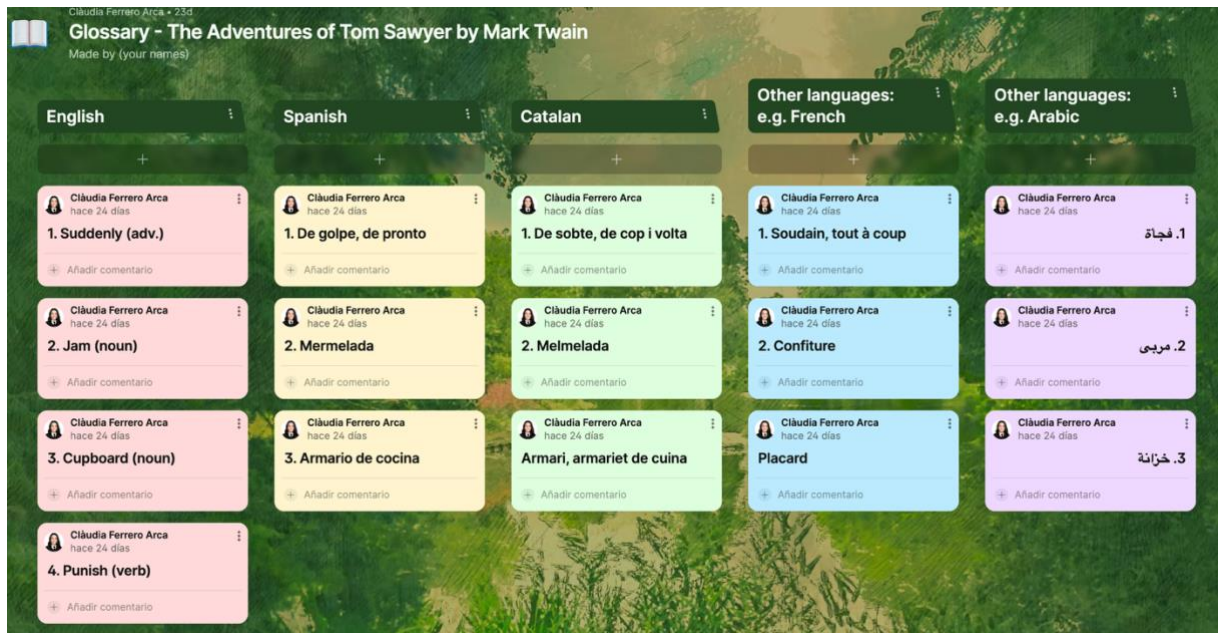 Clàudia Ferrero Arca • 23d
Glossary - The Adventures of Tom Sawyer by Mark Twain
Made by (your names)
English
Clàudia Ferrero Arca
hace 24 días
1. Suddenly (adv.)
Añadir comentario
Clàudia Ferrero Arca
hace 24 días
2. Jam (noun)
Añadir comentario
Clàudia Ferrero Arca
hace 24 días
3. Cupboard (noun)
Añadir comentario
Clàudia Ferrero Arca
hace 24 días
4. Punish (verb)
Añadir comentario
Spanish
Clàudia Ferrero Arca
hace 24 días
1. De golpe, de pronto
Añadir comentario
Clàudia Ferrero Arca
hace 24 días
2. Mermelada
Añadir comentario
Clàudia Ferrero Arca
hace 24 días
3. Armario de cocina
Añadir comentario
Catalan
Clàudia Ferrero Arca
hace 24 días
1. De sobte, de cop i volta
Añadir comentario
Clàudia Ferrero Arca
hace 24 días
2. Melmelada
Añadir comentario
Clàudia Ferrero Arca
hace 24 días
Armari, armariet de cuina
Añadir comentario
Other languages:
e.g. French
Clàudia Ferrero Arca
hace 24 días
1. Soudain, tout à coup
Añadir comentario
Clàudia Ferrero Arca
hace 24 días
2. Confiture
Añadir comentario
Clàudia Ferrero Arca
hace 24 días
Placard
Añadir comentario
Other languages:
e.g. Arabic
Clàudia Ferrero Arca
hace 24 días
1. فجاة
Añadir comentario
Clàudia Ferrero Arca
hace 24 días
2. مربى
Añadir comentario
Clàudia Ferrero Arca
hace 24 días
3. خزانة
Añadir comentario